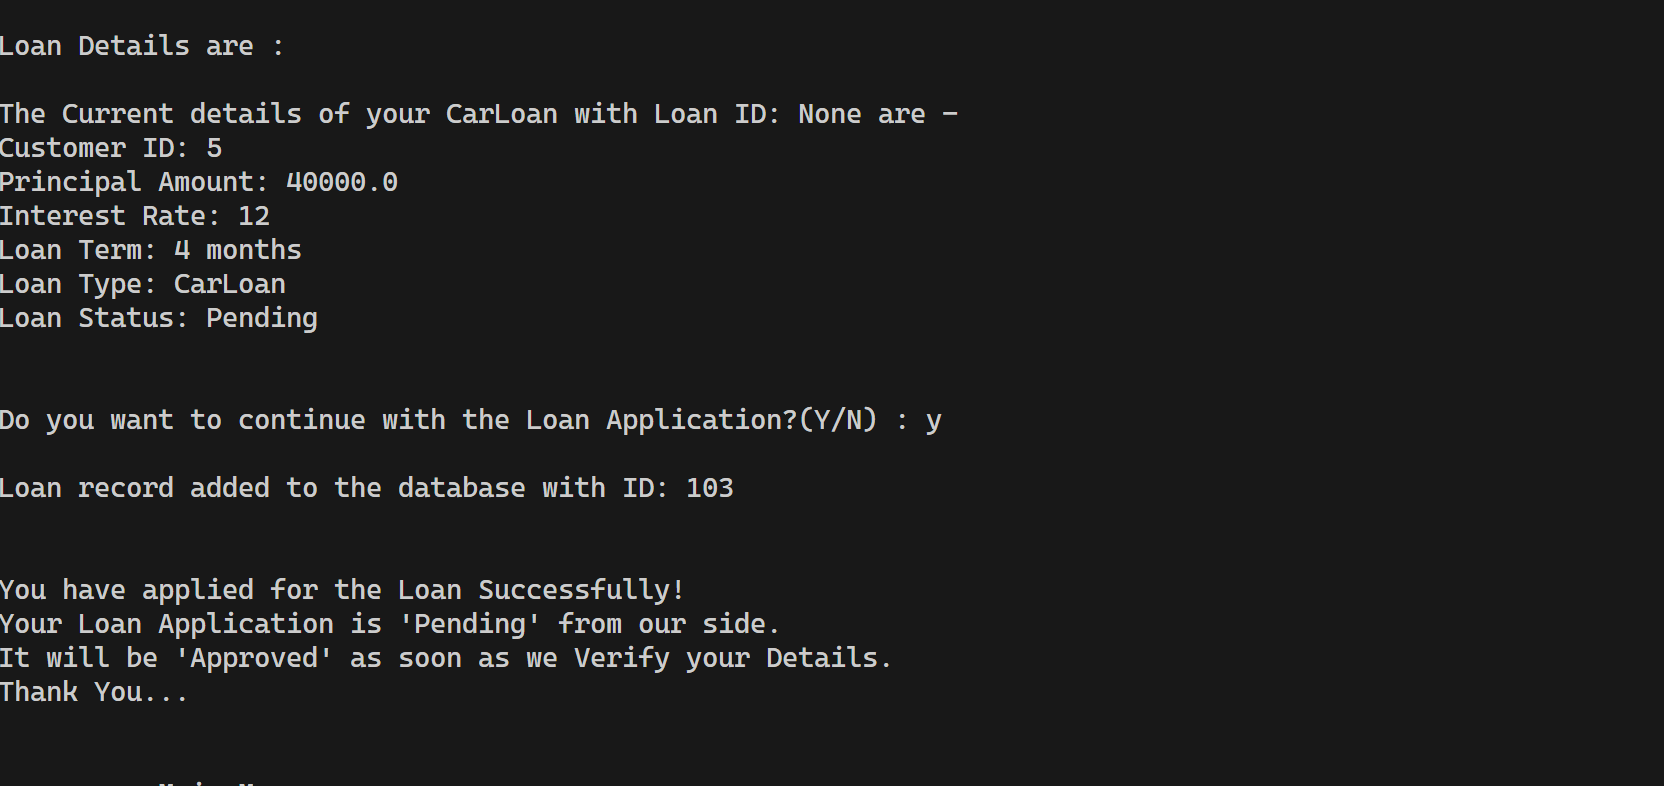 Loan Details are :
The Current details of your CarLoan with Loan ID: None are -
Customer ID: 5
Principal Amount: 40000.0
Interest Rate: 12
Loan Term: 4 months
Loan Type: CarLoan
Loan Status: Pending
Do you want to continue with the Loan Application?(Y/N) : y
Loan record added to the database with ID: 103
You have applied for the Loan Successfully!
Your Loan Application is 'Pending' from our side.
It will be 'Approved' as soon as we Verify your Details.
Thank You...